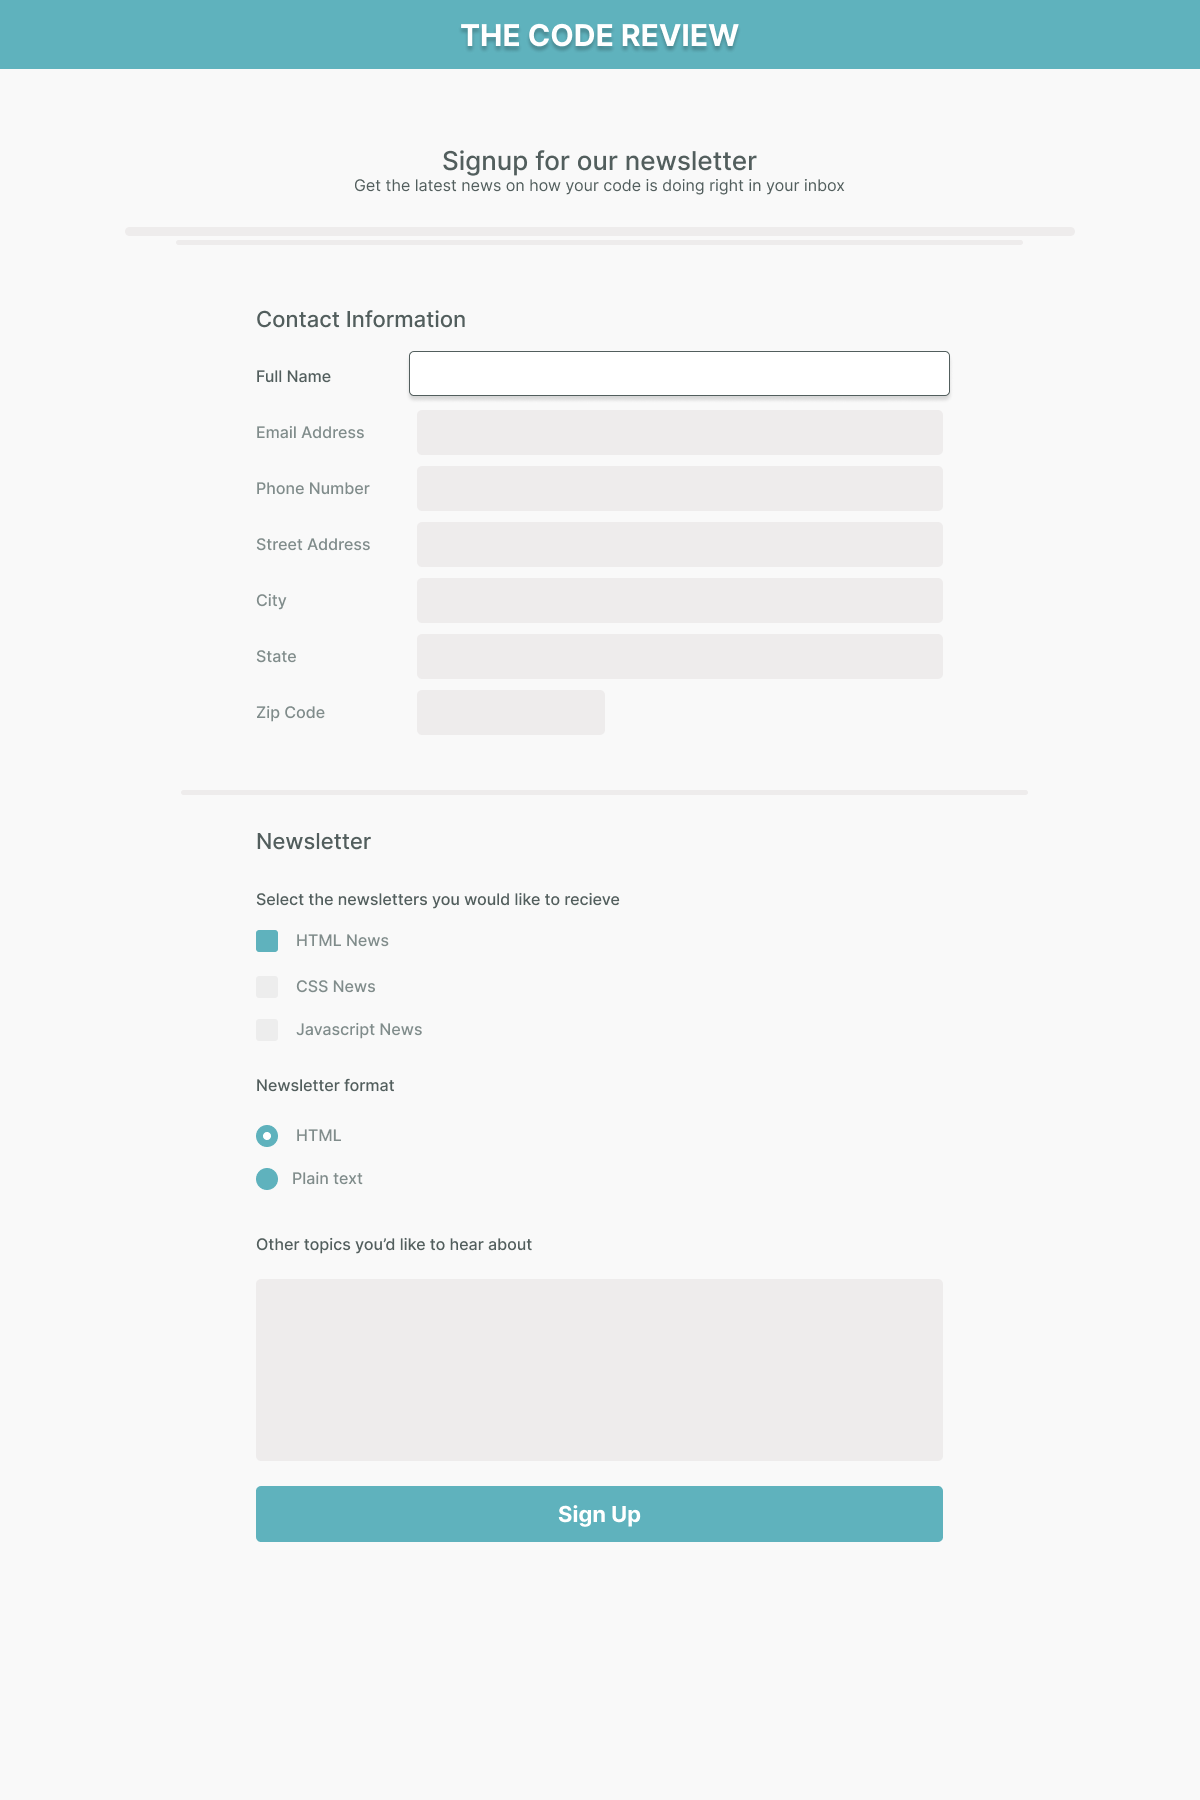 THE CODE REVIEW
Signup for our newsletter
Get the latest news on how your code is doing right in your inbox
Contact Information
Full Name
Email Address
Phone Number
Street Address
City
State
Zip Code
Newsletter
Select the newsletters you would like to recieve
HTML News
CSS News
Javascript News
Newsletter format
HTML
Plain text
Other topics you’d like to hear about
Sign Up